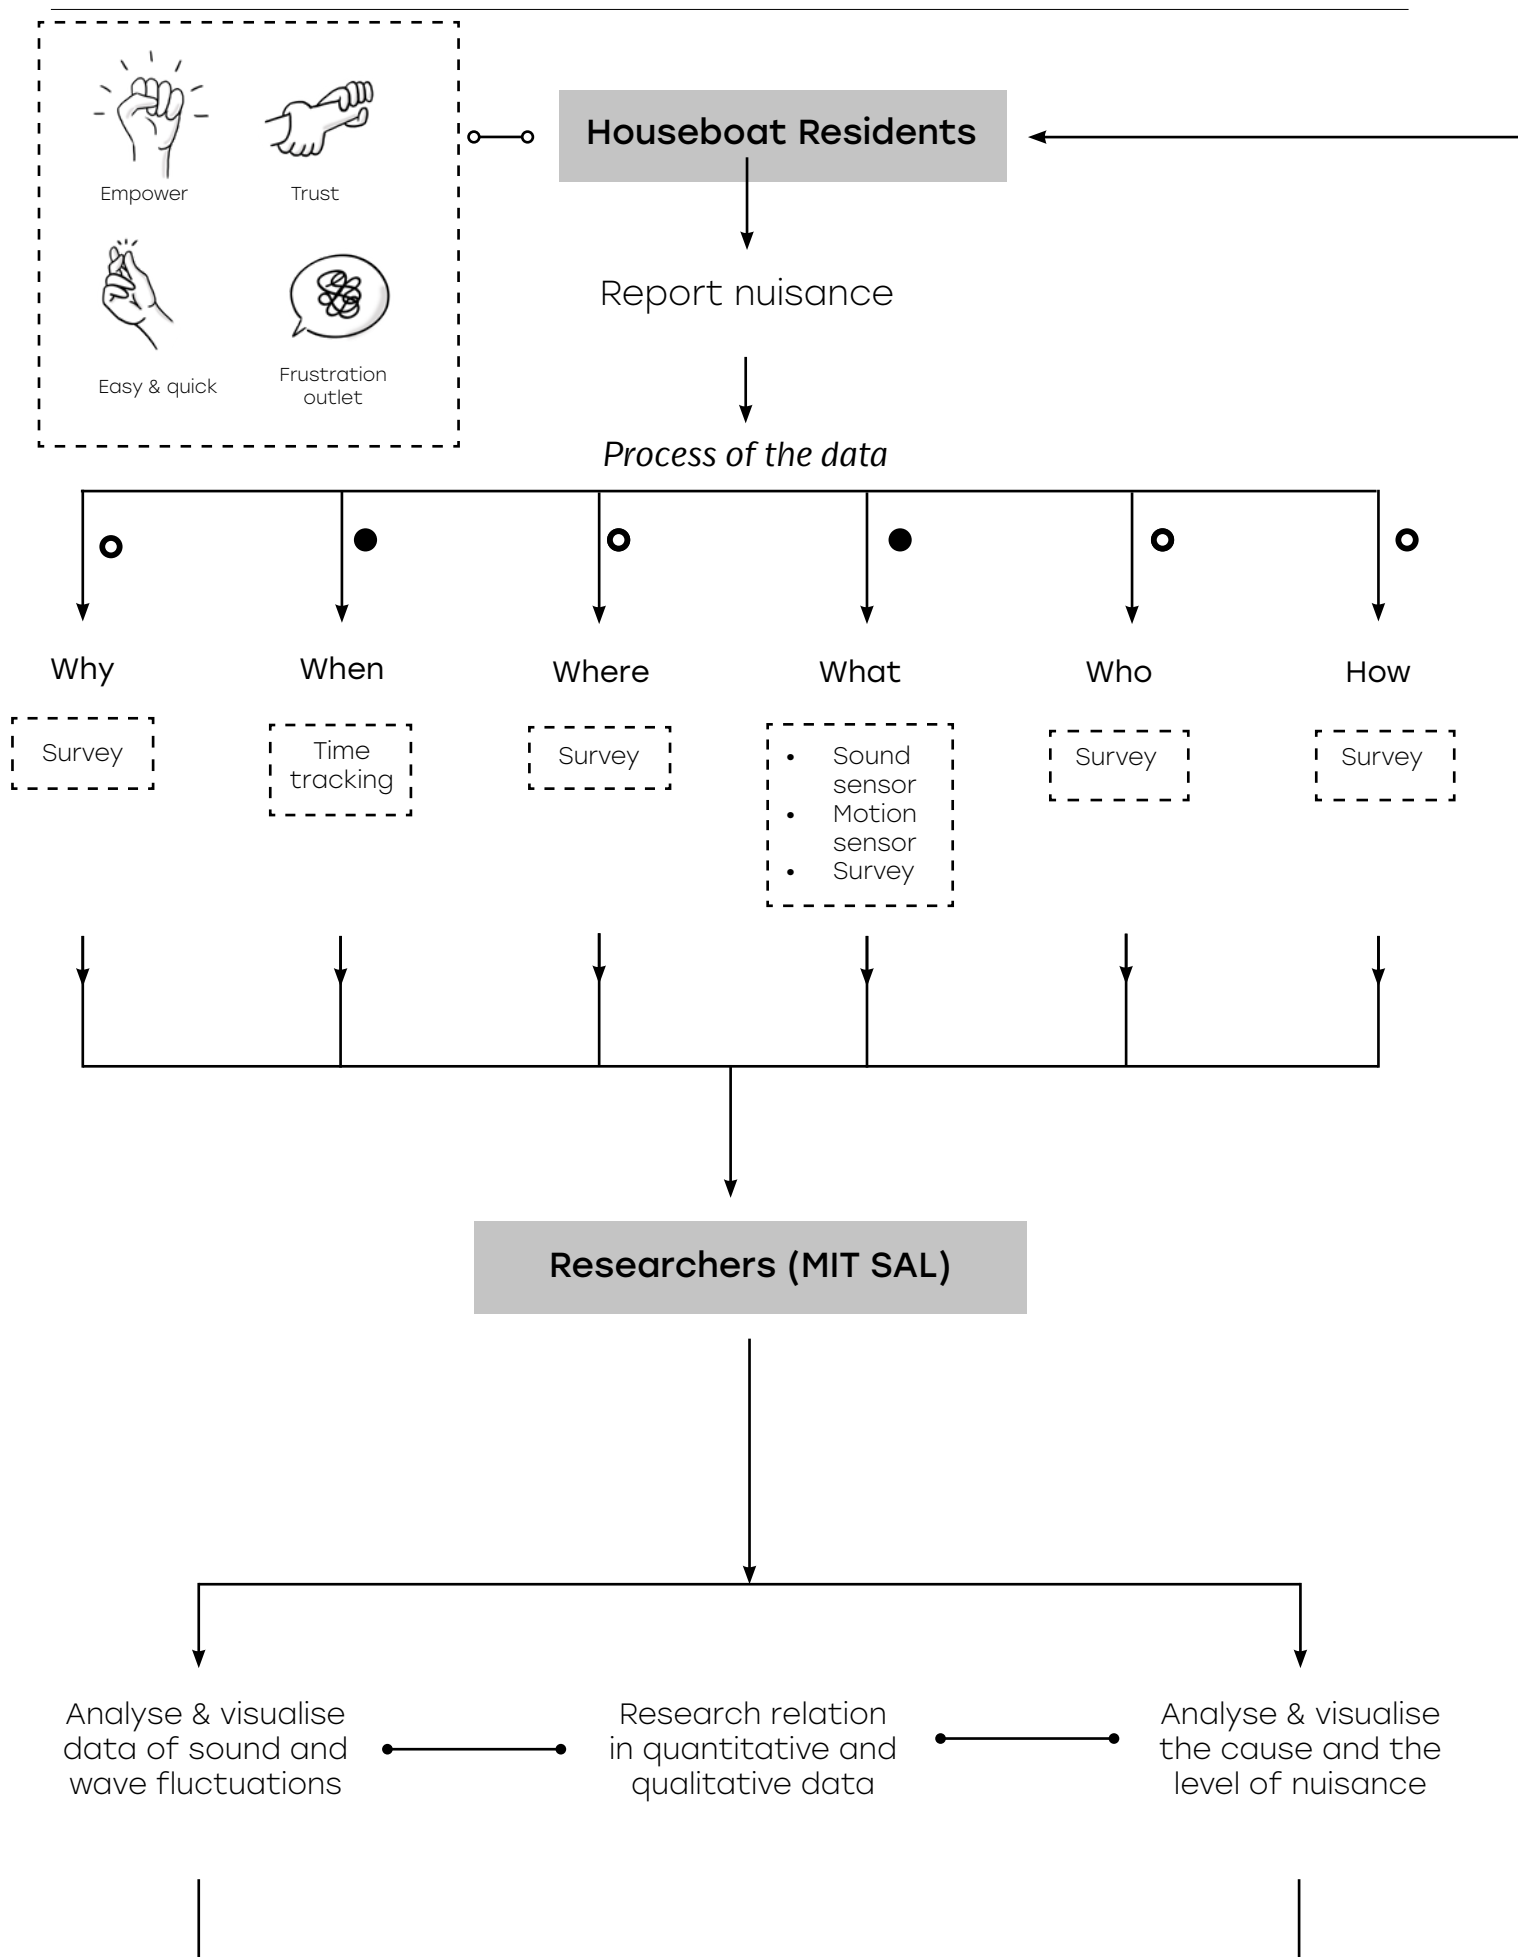 Houseboat Residents
Empower
Trust
Easy & quick
Frustration
outlet
Report nuisance
Process of the data
Why
When
Where
What
Who
How
Survey
Time
tracking
Survey
• Sound
sensor
• Motion
sensor
• Survey
Survey
Survey
Researchers (MIT SAL)
Analyse & visualise
data of sound and
wave fluctuations
Research relation
in quantitative and
qualitative data
Analyse & visualise
the cause and the
level of nuisance